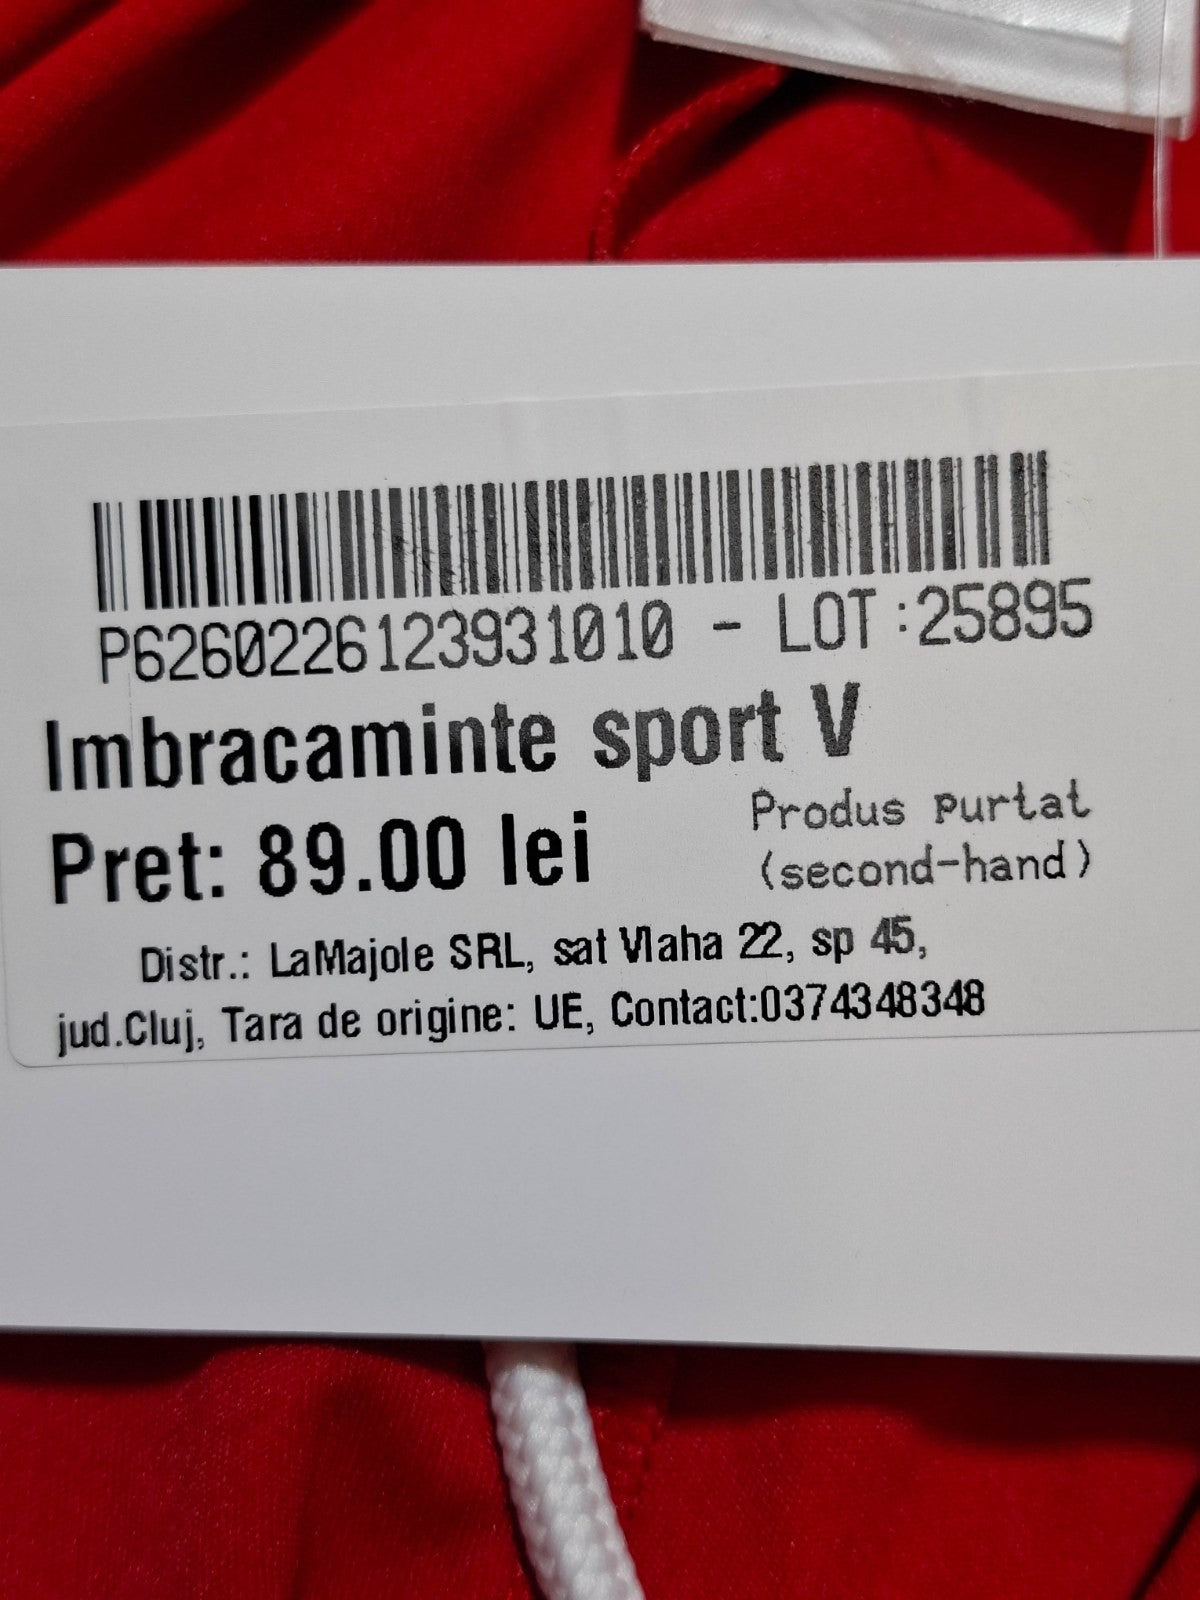 P6260226123931010 - LOT:25895
Imbracaminte sport V
Pret: 89.00 lei
Produs purtat
(second-hand)
Distr.: LaMajole SRL, sat Vlaha 22, sp 45,
jud.Cluj, Tara de origine: UE, Contact:0374348348